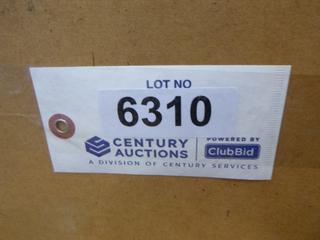 LOT NO
6310
CENTURY AUCTIONS
POWERED BY ClubBid
A DIVISION OF CENTURY SERVICES